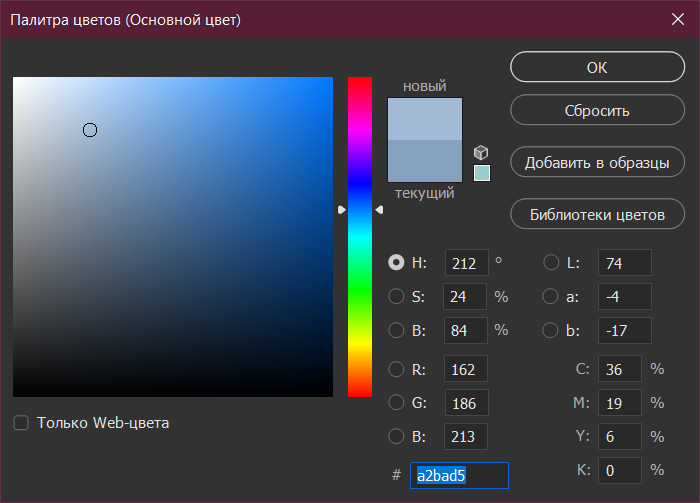 Палитра цветов (Основной цвет)
новый
текущий
OK
Сбросить
Добавить в образцы
Библиотеки цветов
H: 212 °
S: 24 %
B: 84 %
R: 162
G: 186
B: 213
# a2bad5
L: 74
a: -4
b: -17
C: 36 %
M: 19 %
Y: 6 %
K: 0 %
Только Web-цвета